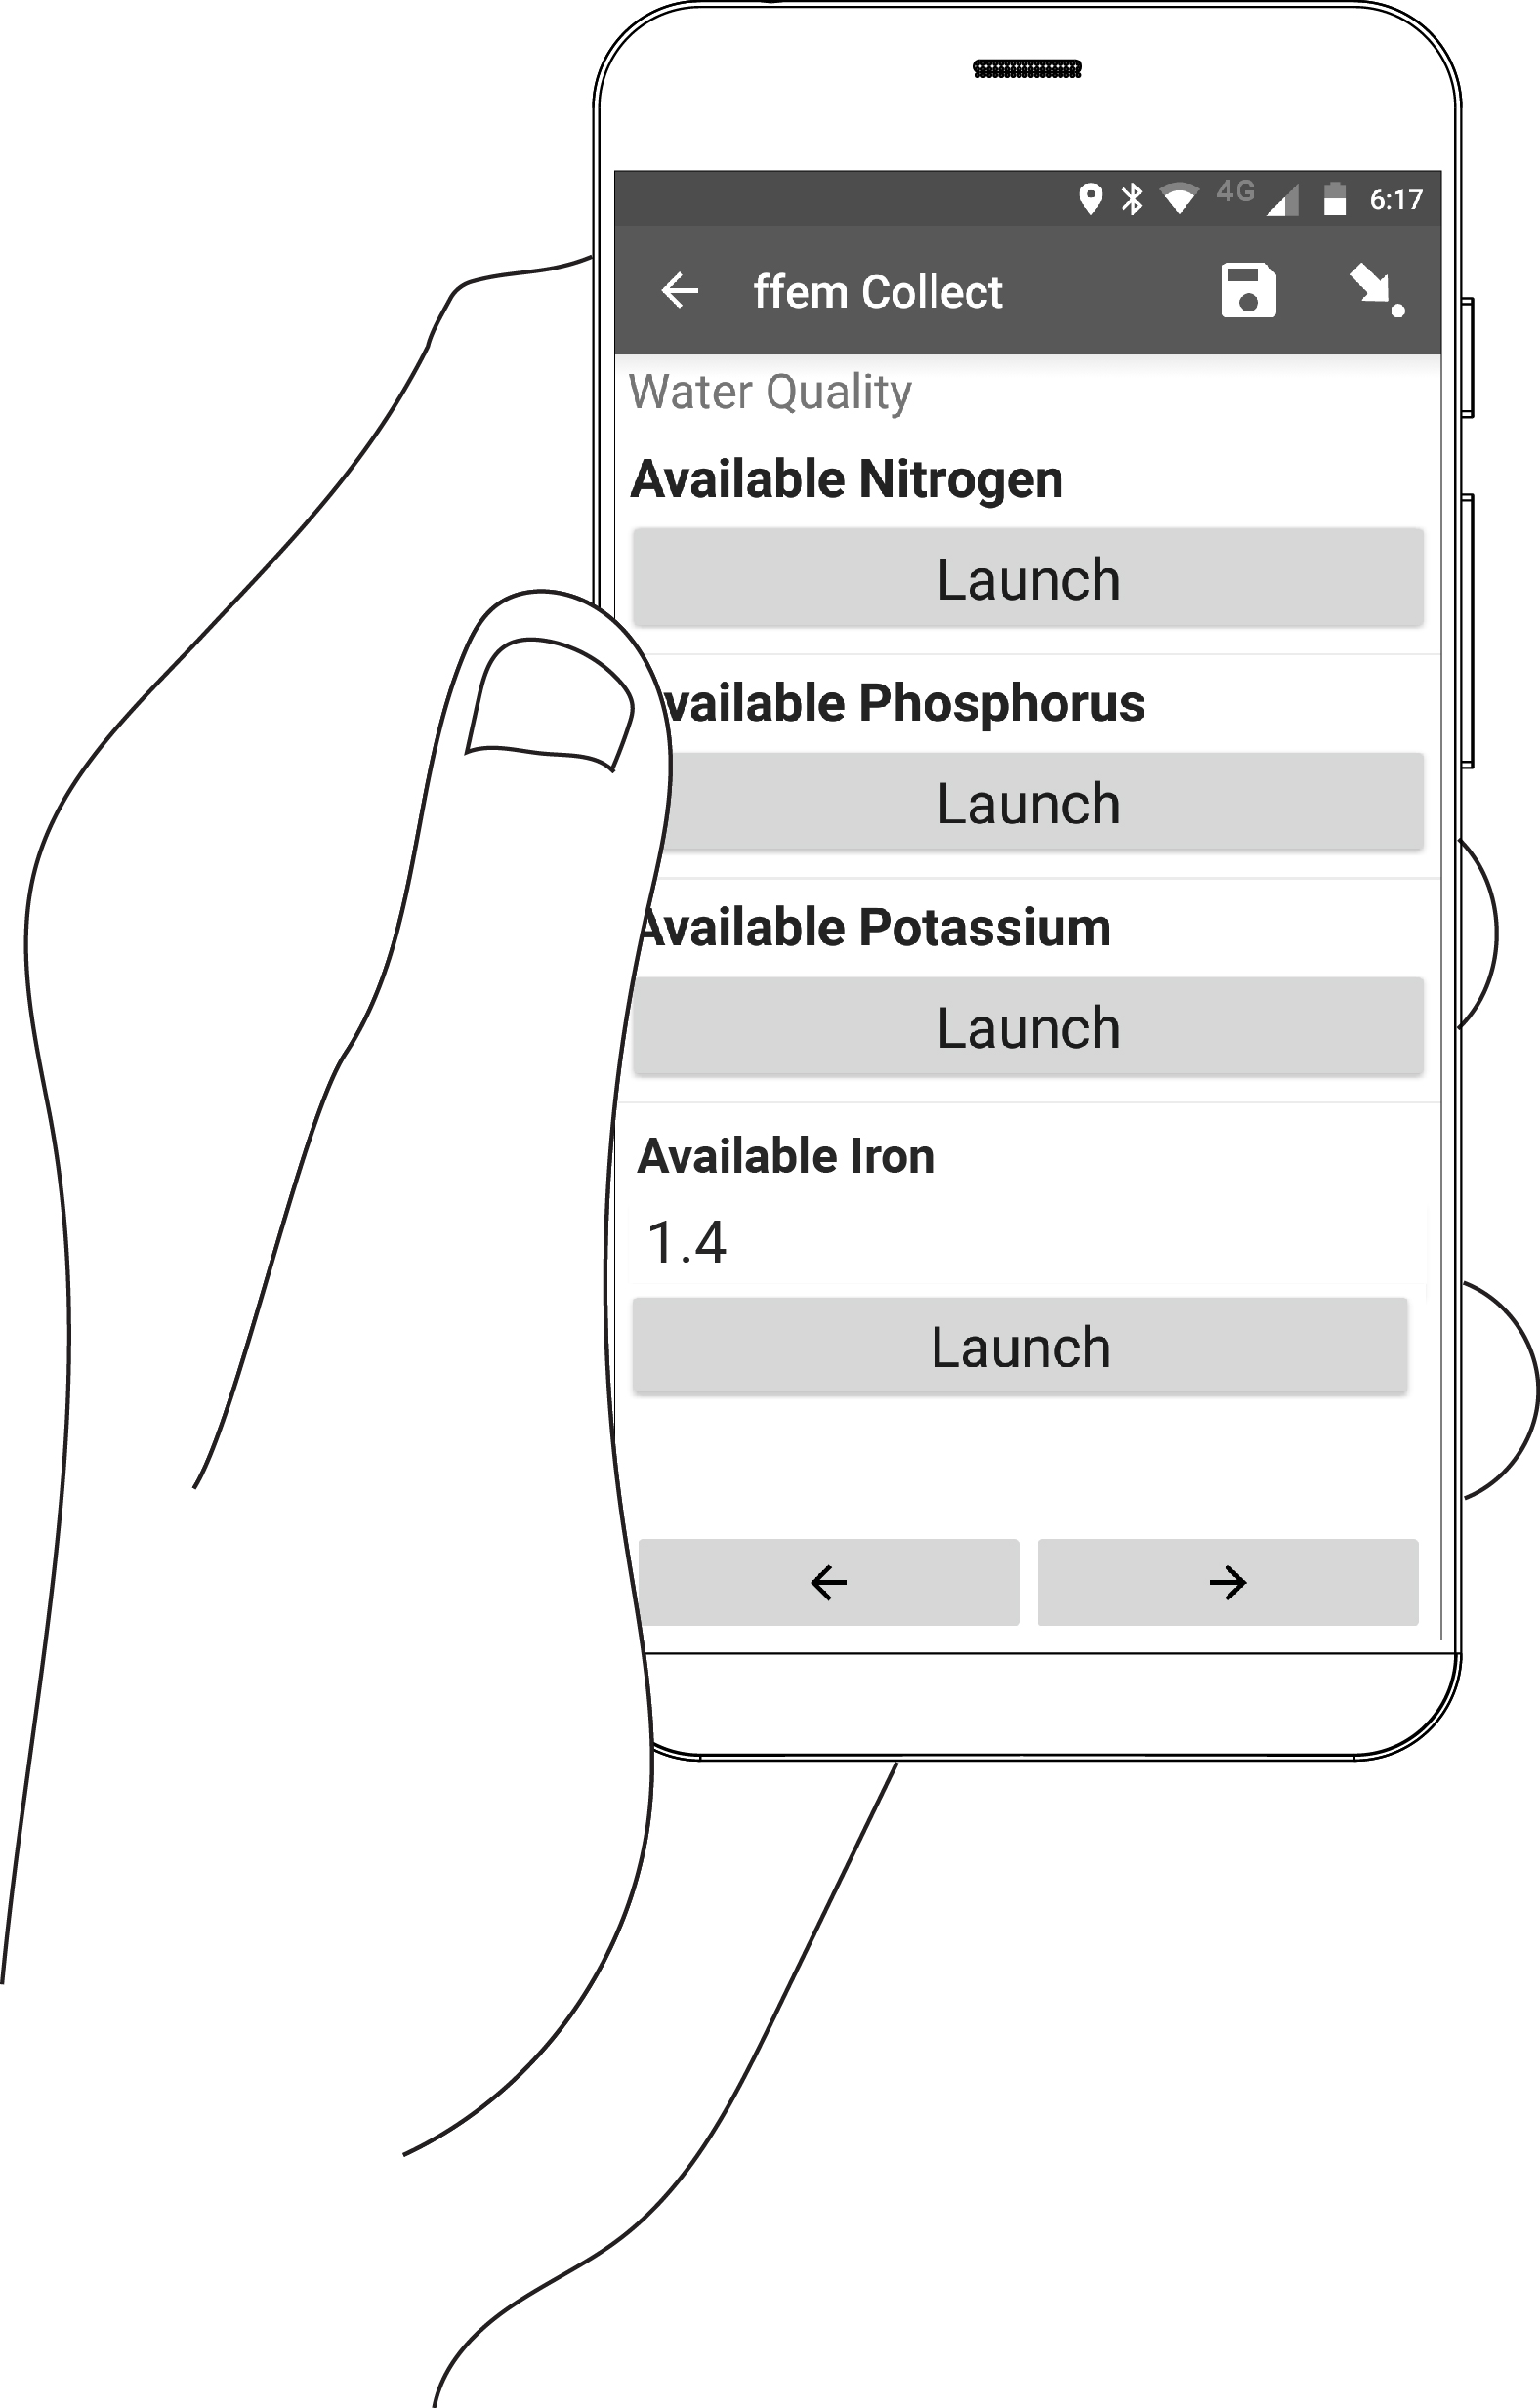 4G 6:17
ffem Collect
Water Quality
Available Nitrogen
Launch
vailable Phosphorus
Launch
Available Potassium
Launch
Available Iron
1.4
Launch